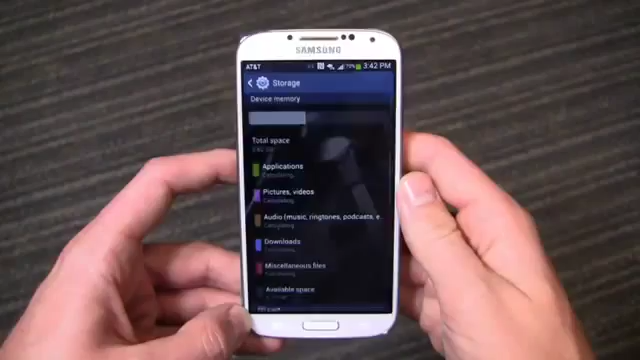 SAMSUNG
AT&T 3:42 PM
Storage
Device memory
Total space
Applications
Calculating...
Pictures, videos
Calculating...
Audio (music, ringtones, podcasts, e
Calculating...
Downloads
Calculating...
Miscellaneous files
Calculating...
Available space